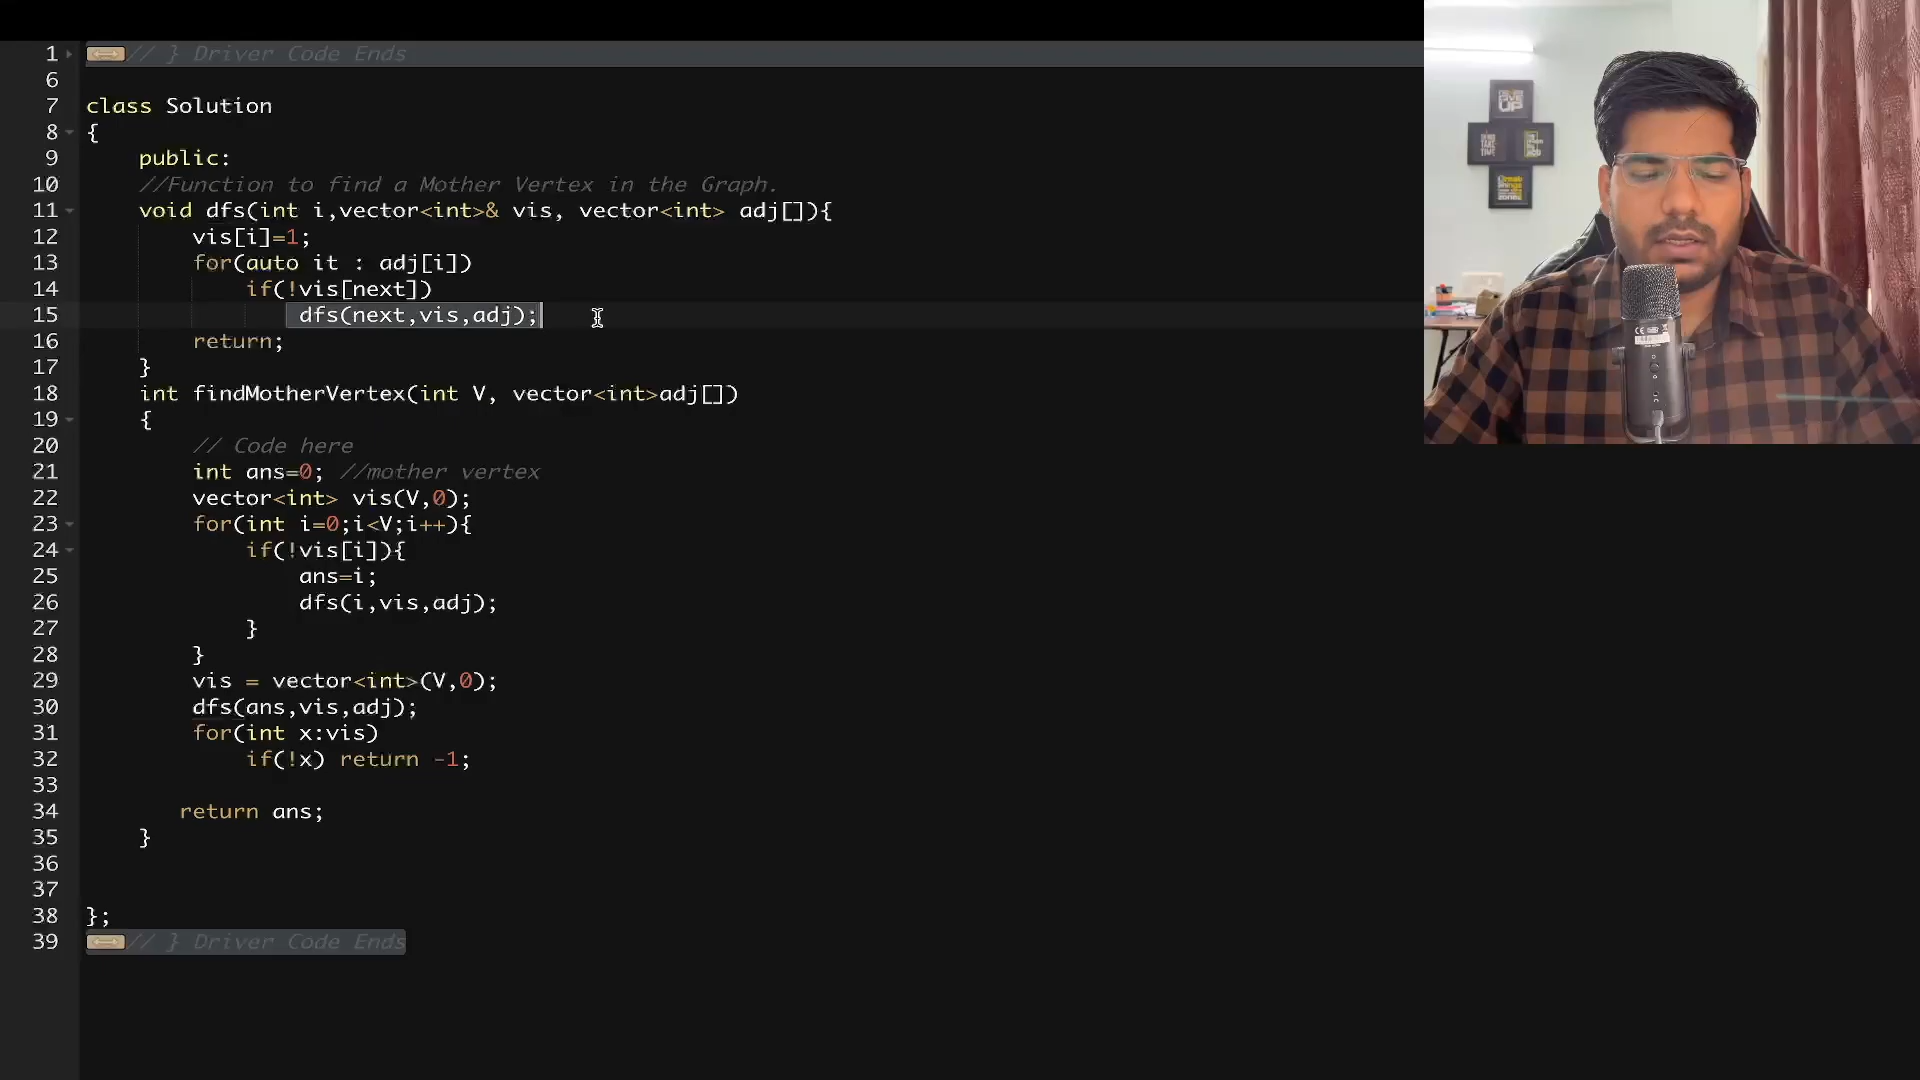 1 // } Driver Code Ends
6
7 class Solution
8 {
9 public:
10 //Function to find a Mother Vertex in the Graph.
11 void dfs(int i,vector<int>& vis, vector<int> adj[]){
12 vis[i]=1;
13 for(auto it : adj[i])
14 if(!vis[next])
15 dfs(next,vis,adj);
16 return;
17 }
18 int findMotherVertex(int V, vector<int>adj[])
19 {
20 // Code here
21 int ans=0; //mother vertex
22 vector<int> vis(V,0);
23 for(int i=0;i<V;i++){
24 if(!vis[i]){
25 ans=i;
26 dfs(i,vis,adj);
27 }
28 }
29 vis = vector<int>(V,0);
30 dfs(ans,vis,adj);
31 for(int x:vis)
32 if(!x) return -1;
33
34 return ans;
35 }
36
37
38 };
39 // } Driver Code Ends